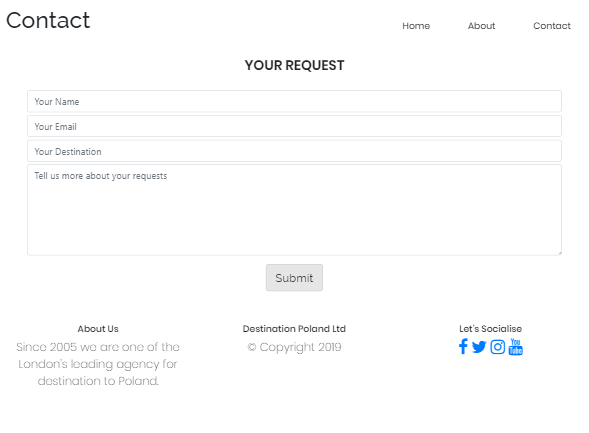 Contact
Home About Contact
YOUR REQUEST
Your Name
Your Email
Your Destination
Tell us more about your requests
Submit
About Us
Since 2005 we are one of the
London's leading agency for
destination to Poland.
Destination Poland Ltd
© Copyright 2019
Let's Socialise
You
Tube